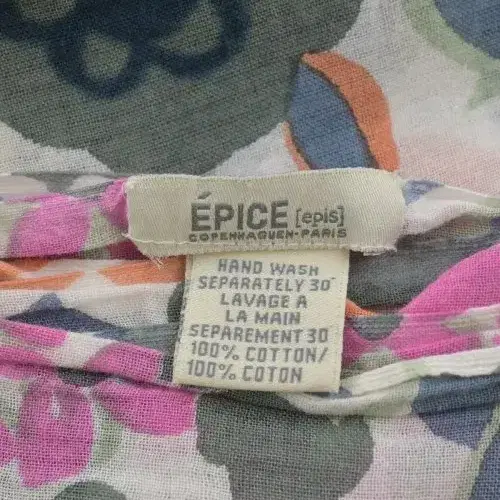 ÉPICE [epis]
COPENHAGUEN-PARIS
HAND WASH
SEPARATELY 30°
LAVAGE A
LA MAIN
SEPAREMENT 30
100% COTTON/
100% COTON